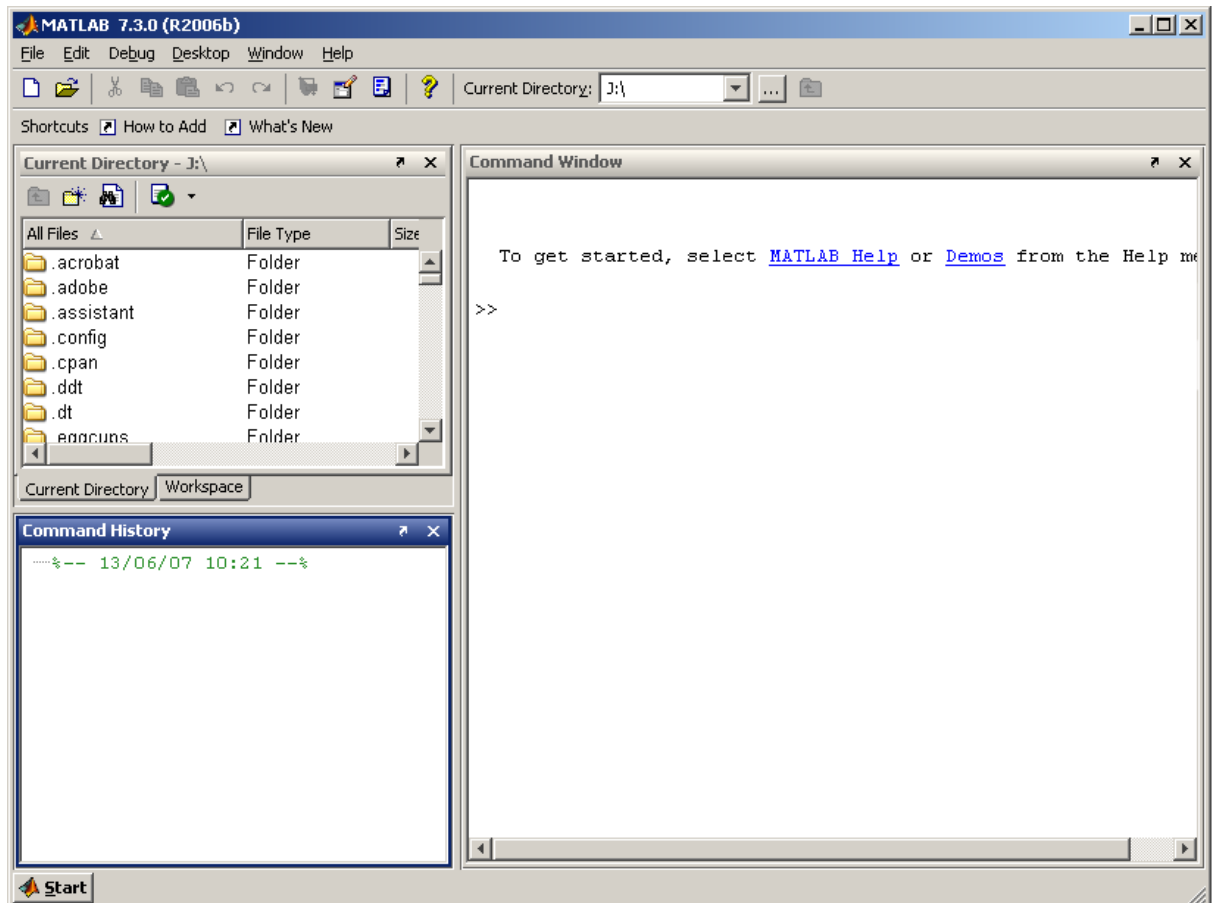 MATLAB 7.3.0 (R2006b)
File Edit Debug Desktop Window Help
Current Directory: J:\ ...
Shortcuts How to Add What's New
Current Directory - J:\
All Files File Type Size
.acrobat Folder
.adobe Folder
.assistant Folder
.config Folder
.cpan Folder
.ddt Folder
.dt Folder
.eggcups Folder
Current Directory Workspace
Command History
%-- 13/06/07 10:21 --%
Command Window
To get started, select MATLAB Help or Demos from the Help me
>>
Start